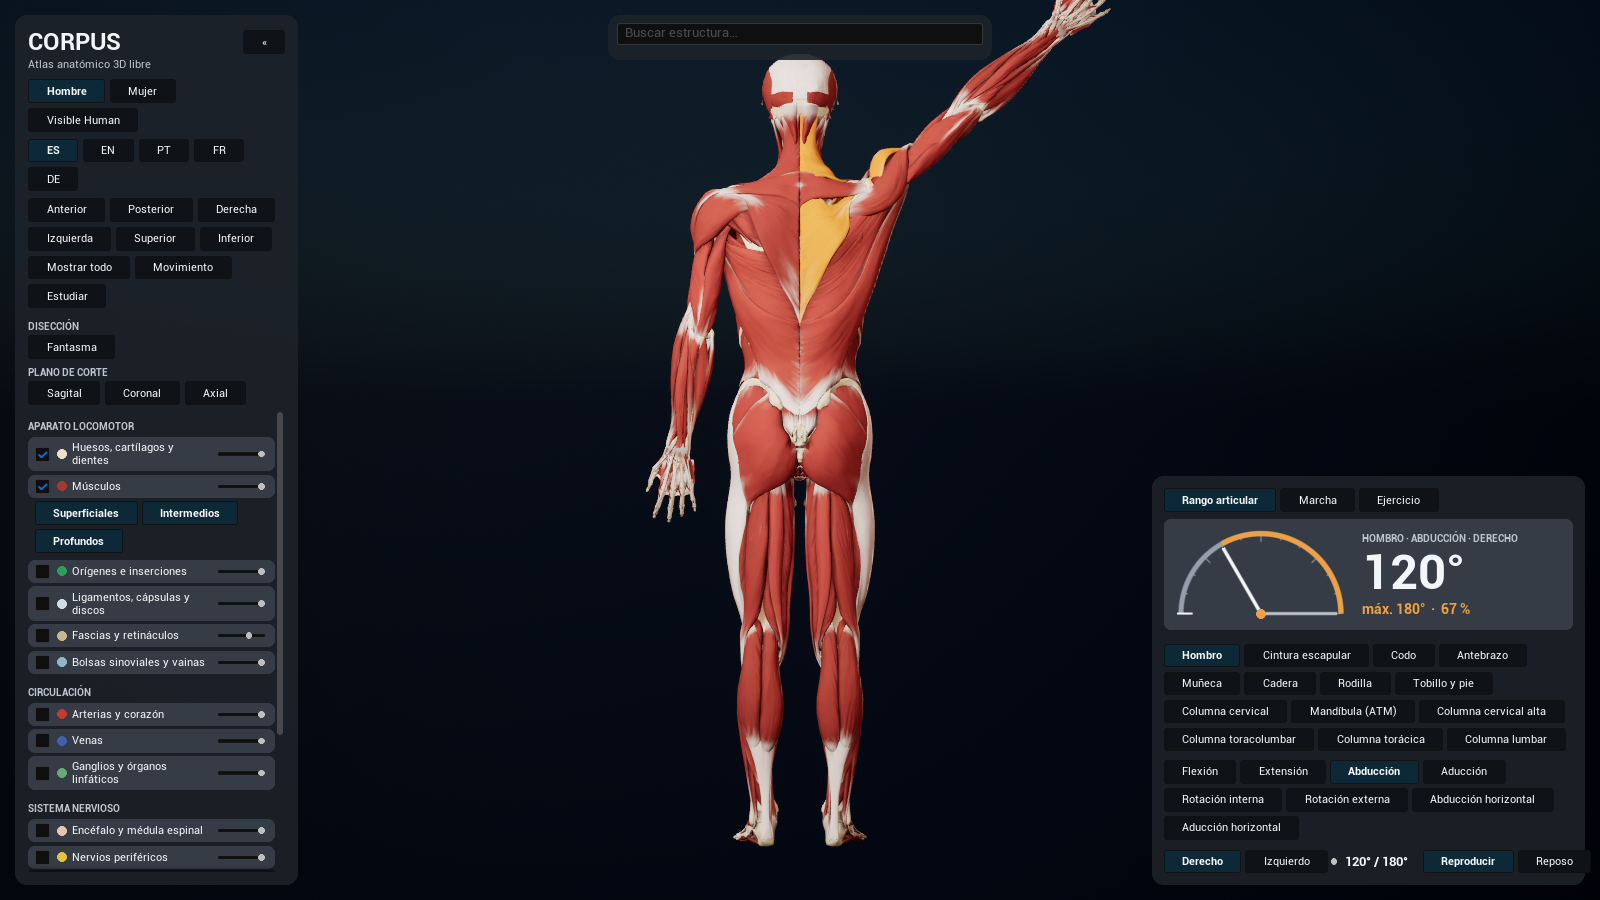 CORPUS
«
Atlas anatómico 3D libre
Hombre
Mujer
Visible Human
ES
EN
PT
FR
DE
Anterior
Posterior
Derecha
Izquierda
Superior
Inferior
Mostrar todo
Movimiento
Estudiar
DISECCIÓN
Fantasma
PLANO DE CORTE
Sagital
Coronal
Axial
APARATO LOCOMOTOR
Huesos, cartílagos y
dientes
Músculos
Superficiales
Intermedios
Profundos
Orígenes e inserciones
Ligamentos, cápsulas y
discos
Fascias y retináculos
Bolsas sinoviales y vainas
CIRCULACIÓN
Arterias y corazón
Venas
Ganglios y órganos
linfáticos
SISTEMA NERVIOSO
Encéfalo y médula espinal
Nervios periféricos
Buscar estructura...
Rango articular
Marcha
Ejercicio
HOMBRO · ABDUCCIÓN · DERECHO
120°
máx. 180° · 67 %
Hombro
Cintura escapular
Codo
Antebrazo
Muñeca
Cadera
Rodilla
Tobillo y pie
Columna cervical
Mandíbula (ATM)
Columna cervical alta
Columna toracolumbar
Columna torácica
Columna lumbar
Flexión
Extensión
Abducción
Aducción
Rotación interna
Rotación externa
Abducción horizontal
Aducción horizontal
Derecho
Izquierdo
120° / 180°
Reproducir
Reposo